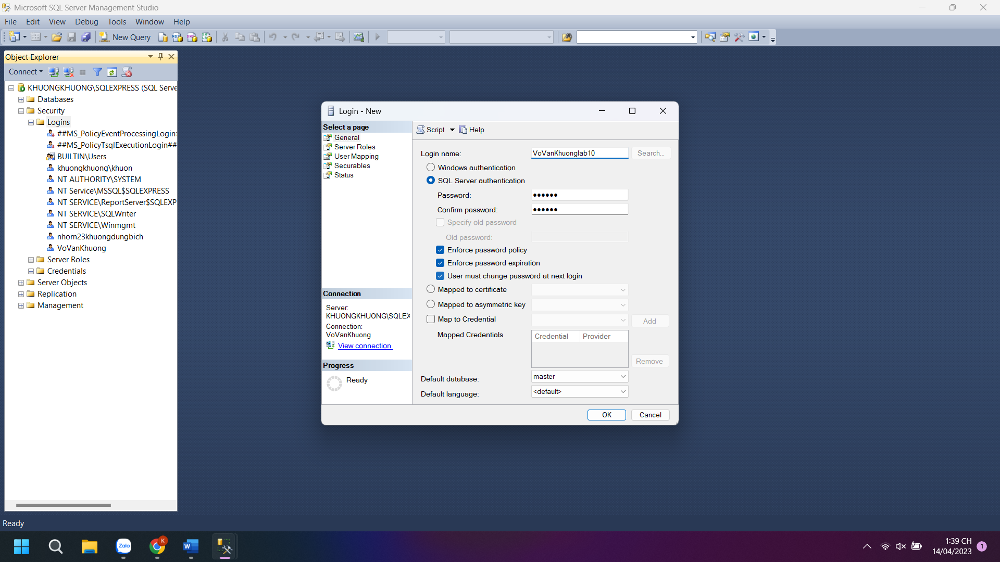 Microsoft SQL Server Management Studio
File Edit View Debug Tools Window Help
New Query
Object Explorer
Connect
KHUONGKHUONG\SQLEXPRESS (SQL Serve
Databases
Security
Logins
##MS_PolicyEventProcessingLogin#
##MS_PolicyTsqlExecutionLogin##
BUILTIN\Users
khuongkhuong\khuon
NT AUTHORITY\SYSTEM
NT Service\MSSQL$SQLEXPRESS
NT SERVICE\ReportServer$SQLEXP
NT SERVICE\SQLWriter
NT SERVICE\Winmgmt
nhom23khuongdungbich
VoVanKhuong
Server Roles
Credentials
Server Objects
Replication
Management
Login - New
Select a page
General
Server Roles
User Mapping
Securables
Status
Connection
Server:
KHUONGKHUONG\SQLEX
Connection:
VoVanKhuong
View connection
Progress
Ready
Script Help
Login name: VoVanKhuonglab10 Search...
Windows authentication
SQL Server authentication
Password: ●●●●●●
Confirm password: ●●●●●●
Specify old password
Old password:
Enforce password policy
Enforce password expiration
User must change password at next login
Mapped to certificate
Mapped to asymmetric key
Map to Credential Add
Mapped Credentials Credential Provider
Remove
Default database: master
Default language: <default>
OK Cancel
Ready
Zalo
K
W
1:39 CH
14/04/2023
1